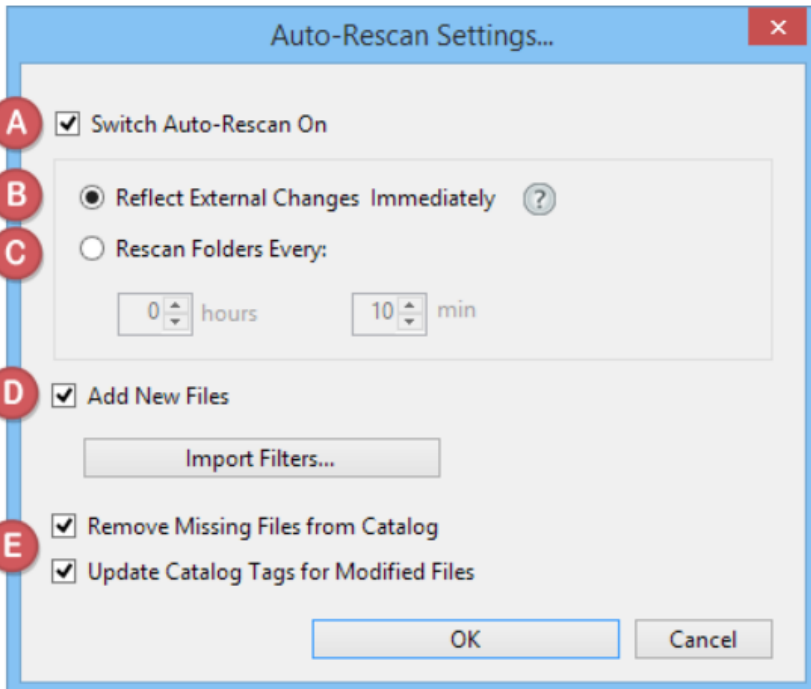 Auto-Rescan Settings...
A Switch Auto-Rescan On
B Reflect External Changes Immediately ?
C Rescan Folders Every:
0 hours 10 min
D Add New Files
Import Filters...
Remove Missing Files from Catalog
E
Update Catalog Tags for Modified Files
OK Cancel